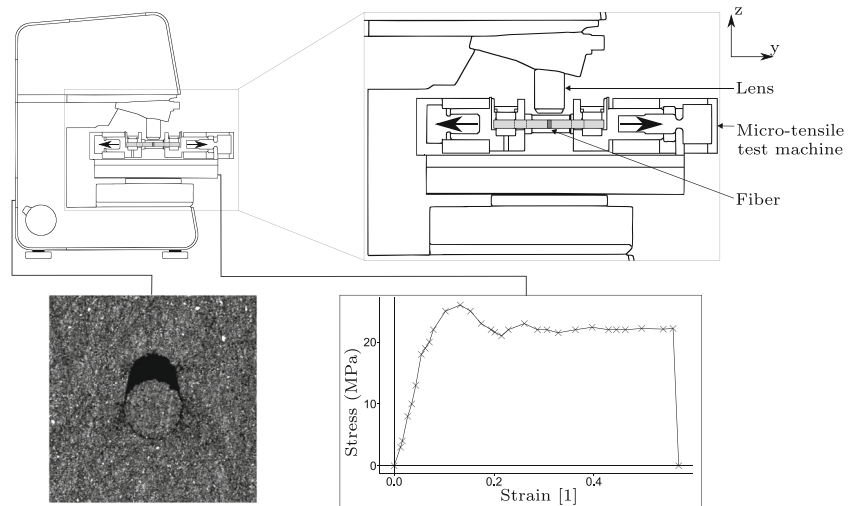 z
y
Lens
Micro-tensile
test machine
Fiber
Stress (MPa)
20
10
0
0.0
0.2
0.4
Strain [1]